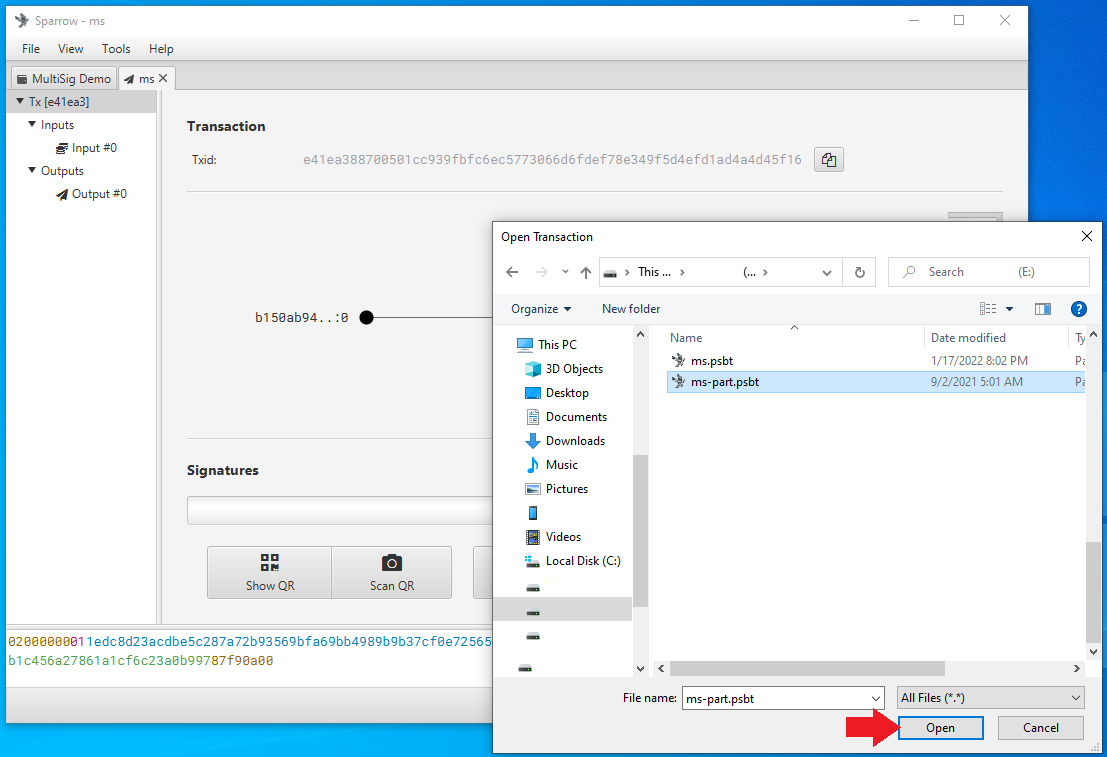 Sparrow - ms
File View Tools Help
MultiSig Demo ms
Tx [e41ea3]
Inputs
Input #0
Outputs
Output #0
Transaction
Txid: e41ea388700501cc939fbfc6ec5773066d6fdef78e349f5d4efd1ad4a4d45f16
b150ab94..:0
Signatures
Show QR Scan QR
020000000011edc8d23acdbe5c287a72b93569bfa69bb4989b9b37cf0e72565
b1c456a27861a1cf6c23a0b99787f90a00
Open Transaction
This ... (...
Search (E:)
Organize New folder
This PC
3D Objects
Desktop
Documents
Downloads
Music
Pictures
Videos
Local Disk (C:)
Name Date modified Ty
ms.psbt 1/17/2022 8:02 PM Pa
ms-part.psbt 9/2/2021 5:01 AM Pa
File name: ms-part.psbt All Files (*.*)
Open Cancel